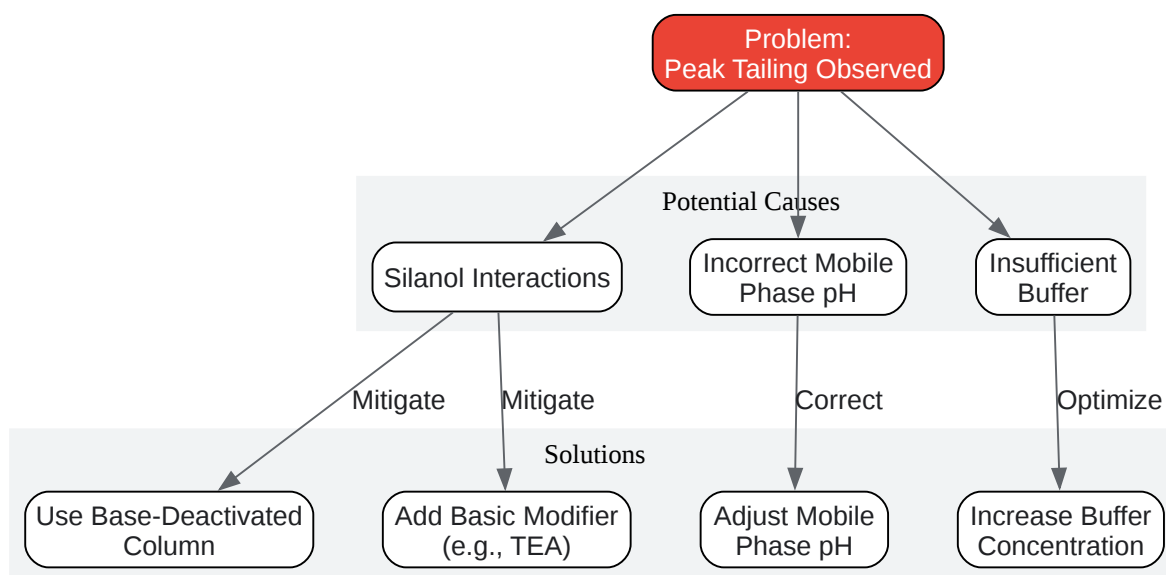 Problem:
Peak Tailing Observed
Potential Causes
Silanol Interactions
Incorrect Mobile
Phase pH
Insufficient
Buffer
Mitigate
Mitigate
Correct
Optimize
Solutions
Use Base-Deactivated
Column
Add Basic Modifier
(e.g., TEA)
Adjust Mobile
Phase pH
Increase Buffer
Concentration